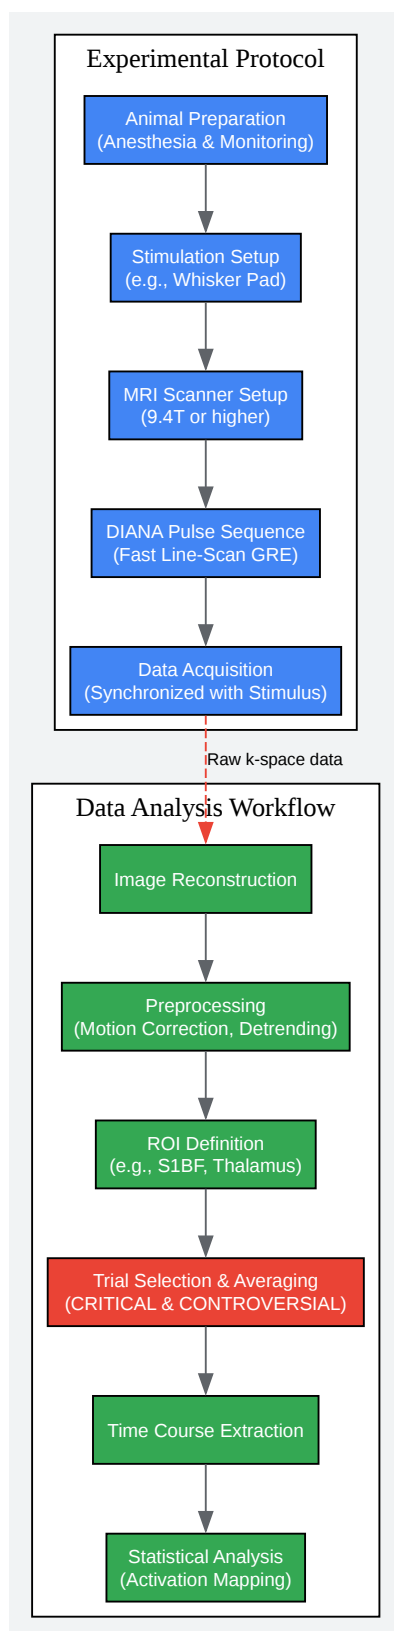 Experimental Protocol
Animal Preparation
(Anesthesia & Monitoring)
Stimulation Setup
(e.g., Whisker Pad)
MRI Scanner Setup
(9.4T or higher)
DIANA Pulse Sequence
(Fast Line-Scan GRE)
Data Acquisition
(Synchronized with Stimulus)
Raw k-space data
Data Analysis Workflow
Image Reconstruction
Preprocessing
(Motion Correction, Detrending)
ROI Definition
(e.g., S1BF, Thalamus)
Trial Selection & Averaging
(CRITICAL & CONTROVERSIAL)
Time Course Extraction
Statistical Analysis
(Activation Mapping)